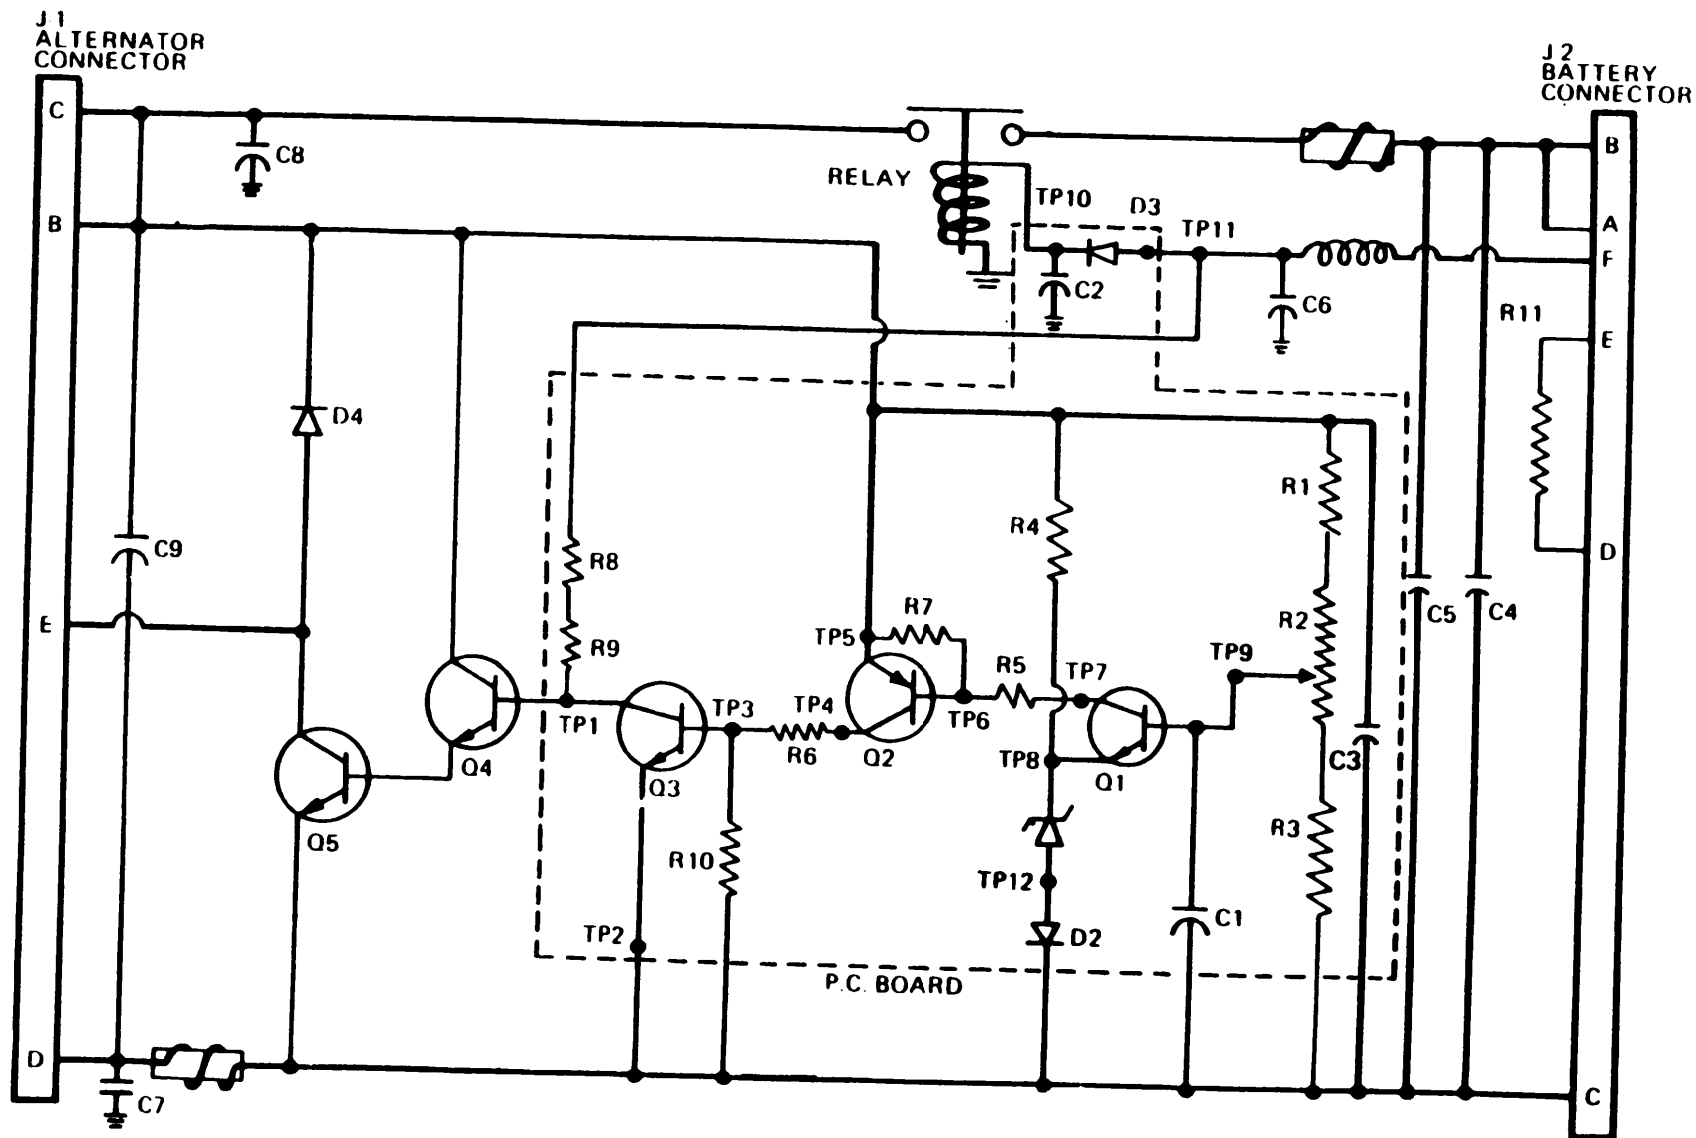 J1
ALTERNATOR
CONNECTOR
J2
BATTERY
CONNECTOR
C
C8
RELAY
B
TP10
D3
TP11
B
A
F
C2
C6
R11
E
D4
R1
R4
C9
R8
D
E
R9
R7
TP5
R5
TP7
TP9
R2
C5
C4
TP1
TP3
TP4
TP6
R6
Q2
TP8
Q1
C3
Q4
Q3
Q5
R10
R3
TP12
C1
TP2
D2
P.C. BOARD
D
C7
C